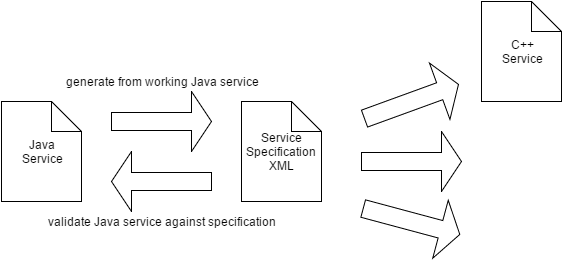 C++
Service
generate from working Java service
Java
Service
Service
Specification
XML
validate Java service against specification